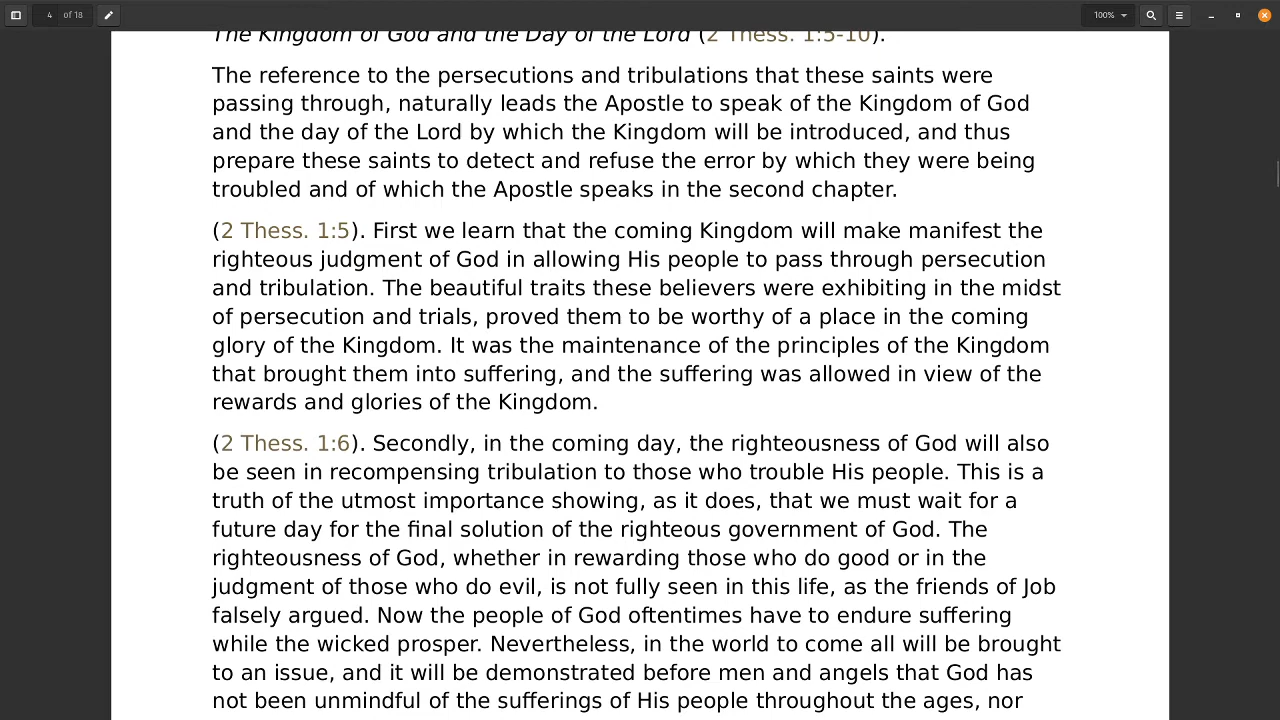 4 of 18
100%
The Kingdom of God and the Day of the Lord (2 Thess. 1:5-10).
The reference to the persecutions and tribulations that these saints were
passing through, naturally leads the Apostle to speak of the Kingdom of God
and the day of the Lord by which the Kingdom will be introduced, and thus
prepare these saints to detect and refuse the error by which they were being
troubled and of which the Apostle speaks in the second chapter.
(2 Thess. 1:5). First we learn that the coming Kingdom will make manifest the
righteous judgment of God in allowing His people to pass through persecution
and tribulation. The beautiful traits these believers were exhibiting in the midst
of persecution and trials, proved them to be worthy of a place in the coming
glory of the Kingdom. It was the maintenance of the principles of the Kingdom
that brought them into suffering, and the suffering was allowed in view of the
rewards and glories of the Kingdom.
(2 Thess. 1:6). Secondly, in the coming day, the righteousness of God will also
be seen in recompensing tribulation to those who trouble His people. This is a
truth of the utmost importance showing, as it does, that we must wait for a
future day for the final solution of the righteous government of God. The
righteousness of God, whether in rewarding those who do good or in the
judgment of those who do evil, is not fully seen in this life, as the friends of Job
falsely argued. Now the people of God oftentimes have to endure suffering
while the wicked prosper. Nevertheless, in the world to come all will be brought
to an issue, and it will be demonstrated before men and angels that God has
not been unmindful of the sufferings of His people throughout the ages, nor